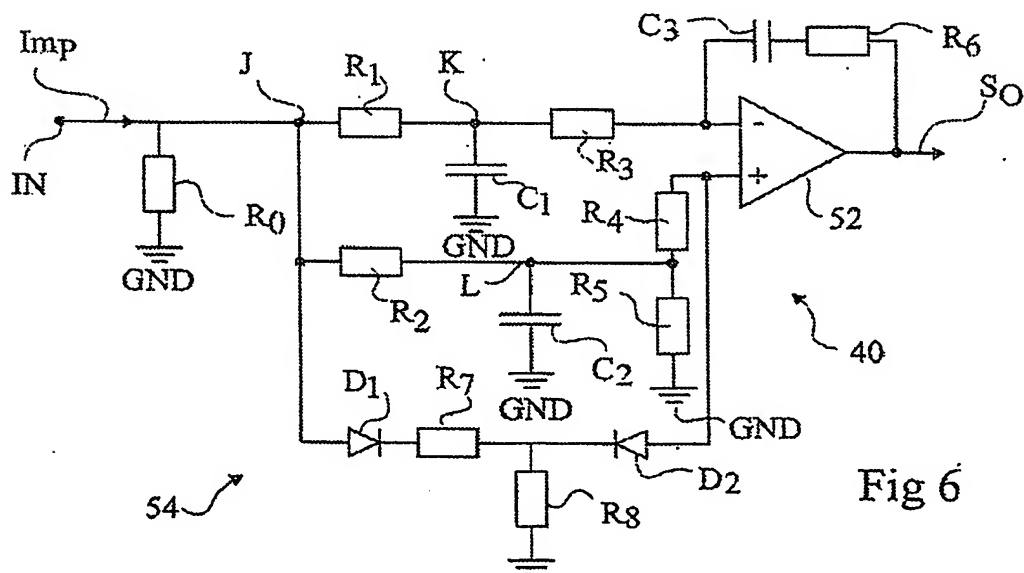 Imp
IN
R0
GND
J
R1
K
C1
GND
R3
C3
R6
SO
-
+
52
R4
R2
L
C2
GND
R5
GND
40
D1
R7
D2
R8
54
Fig 6